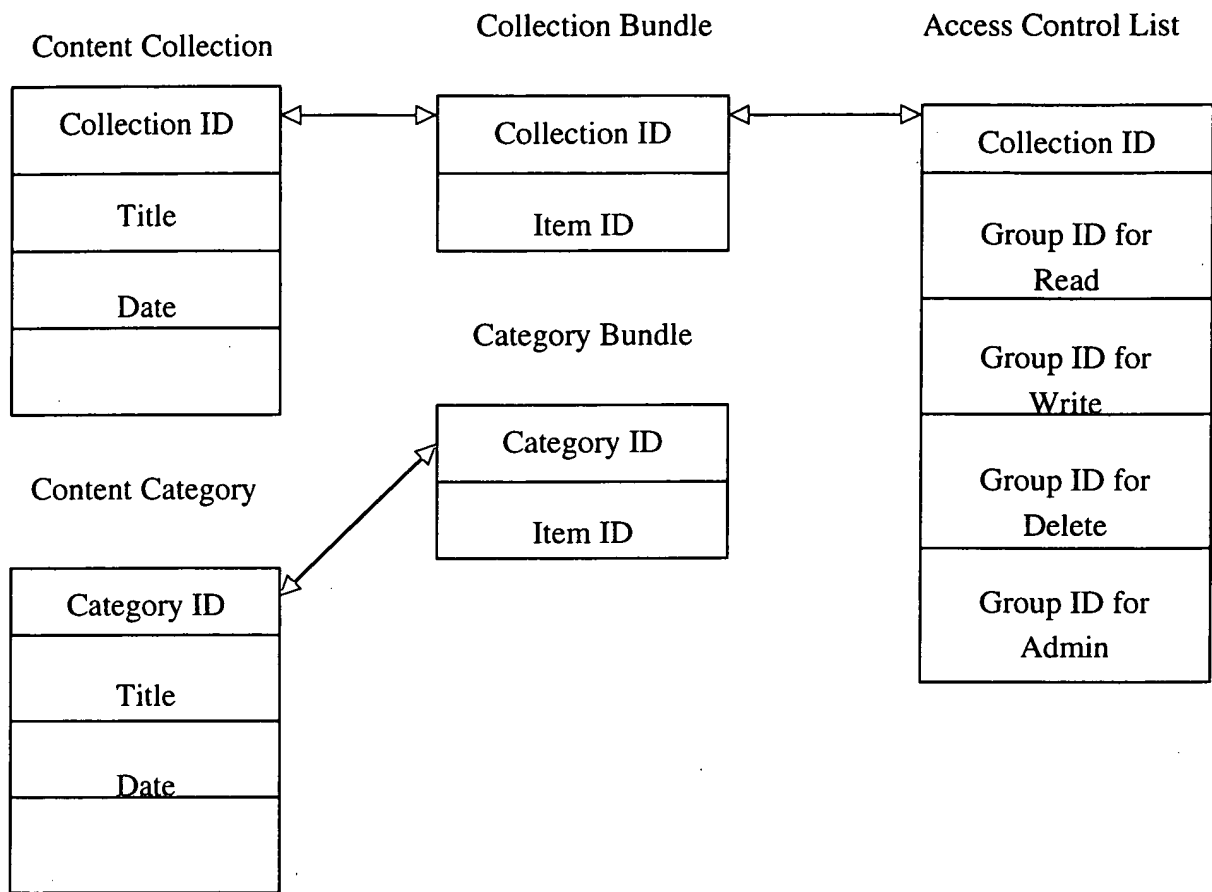 Content Collection
Collection ID
Title
Date
Collection Bundle
Collection ID
Item ID
Access Control List
Collection ID
Group ID for
Read
Group ID for
Write
Group ID for
Delete
Group ID for
Admin
Category Bundle
Category ID
Item ID
Content Category
Category ID
Title
Date